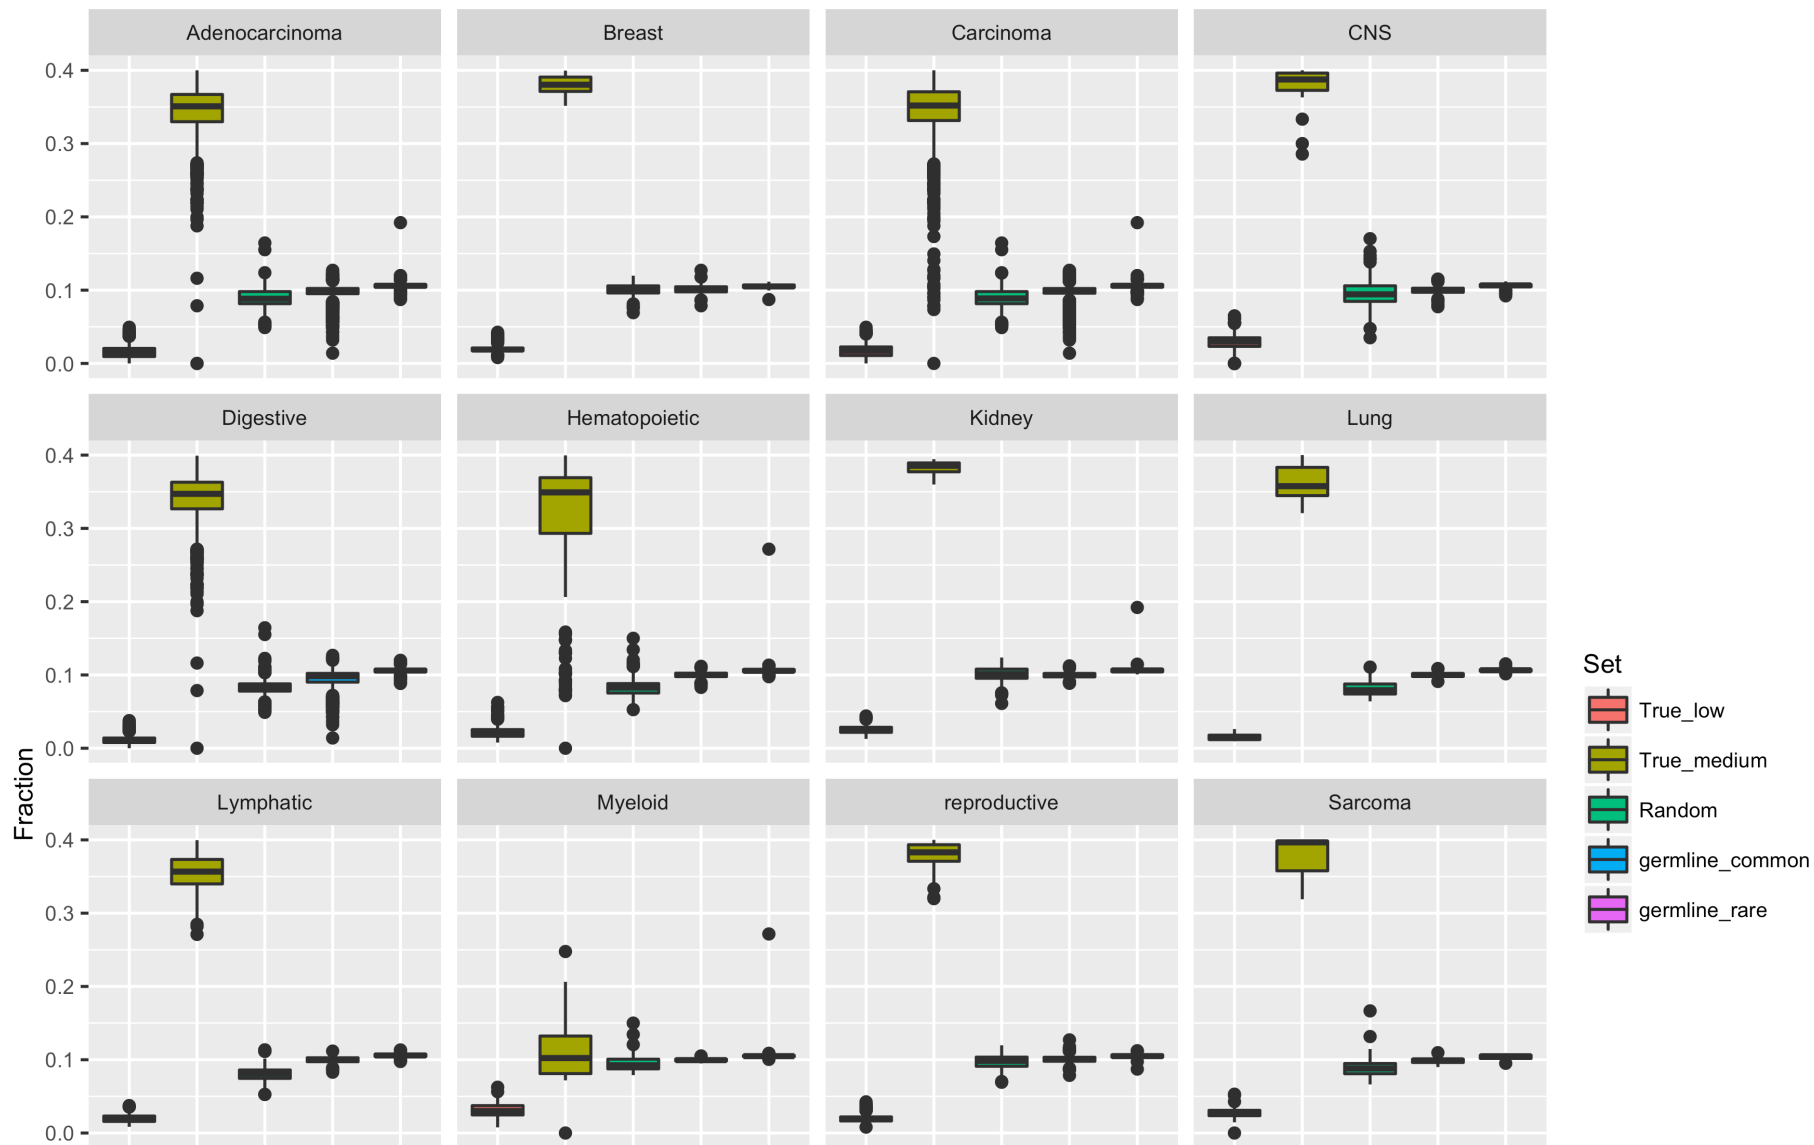 Adenocarcinoma Breast Carcinoma CNS
0.4
0.3
0.2
0.1
0.0
Digestive Hematopoietic Kidney Lung
0.4
0.3
0.2
0.1
0.0
Lymphatic Myeloid reproductive Sarcoma
0.4
0.3
0.2
0.1
0.0
Fraction
Set
True_low
True_medium
Random
germline_common
germline_rare